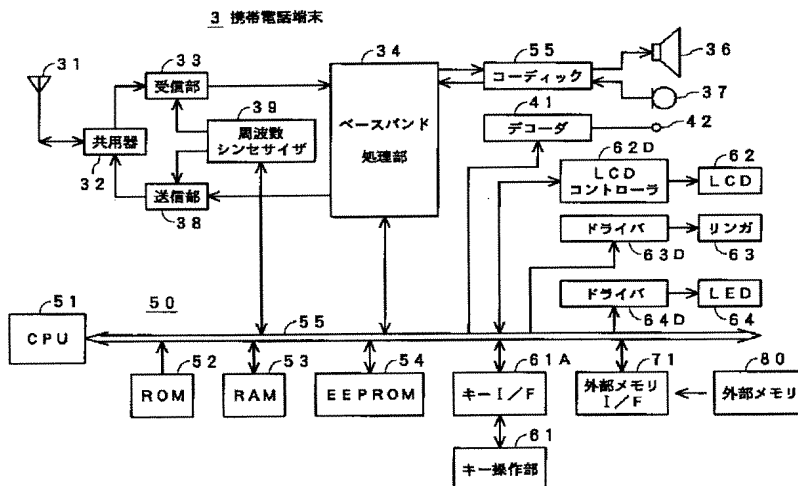 3 携帯電話端末
31
33
受信部
34
55
コーディック
36
37
39
周波数
シンセサイザ
共用器
32
送信部
38
ベースバンド
処理部
41
デコーダ
42
62D
LCD
コントローラ
62
LCD
ドライバ
63D
リンガ
63
ドライバ
64D
LED
64
51
CPU
50
55
52
ROM
53
RAM
54
EEPROM
61A
キーI/F
61
キー操作部
71
外部メモリ
I/F
80
外部メモリ